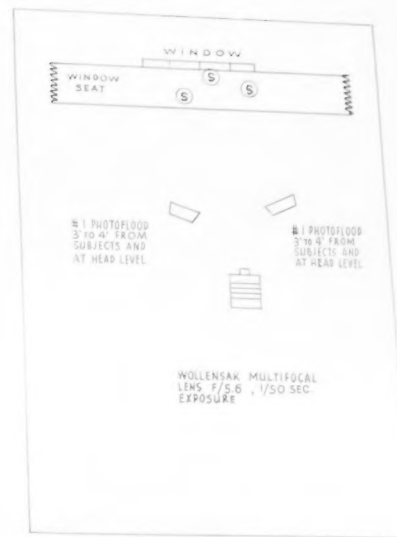 WINDOW
WINDOW
SEAT
S
S
S
# 1 PHOTOFLOOD
3' TO 4' FROM
SUBJECTS AND
AT HEAD LEVEL
# 1 PHOTOFLOOD
3' TO 4' FROM
SUBJECTS AND
AT HEAD LEVEL
WOLLENSAK MULTIFOCAL
LENS F/5.6 , 1/50 SEC.
EXPOSURE